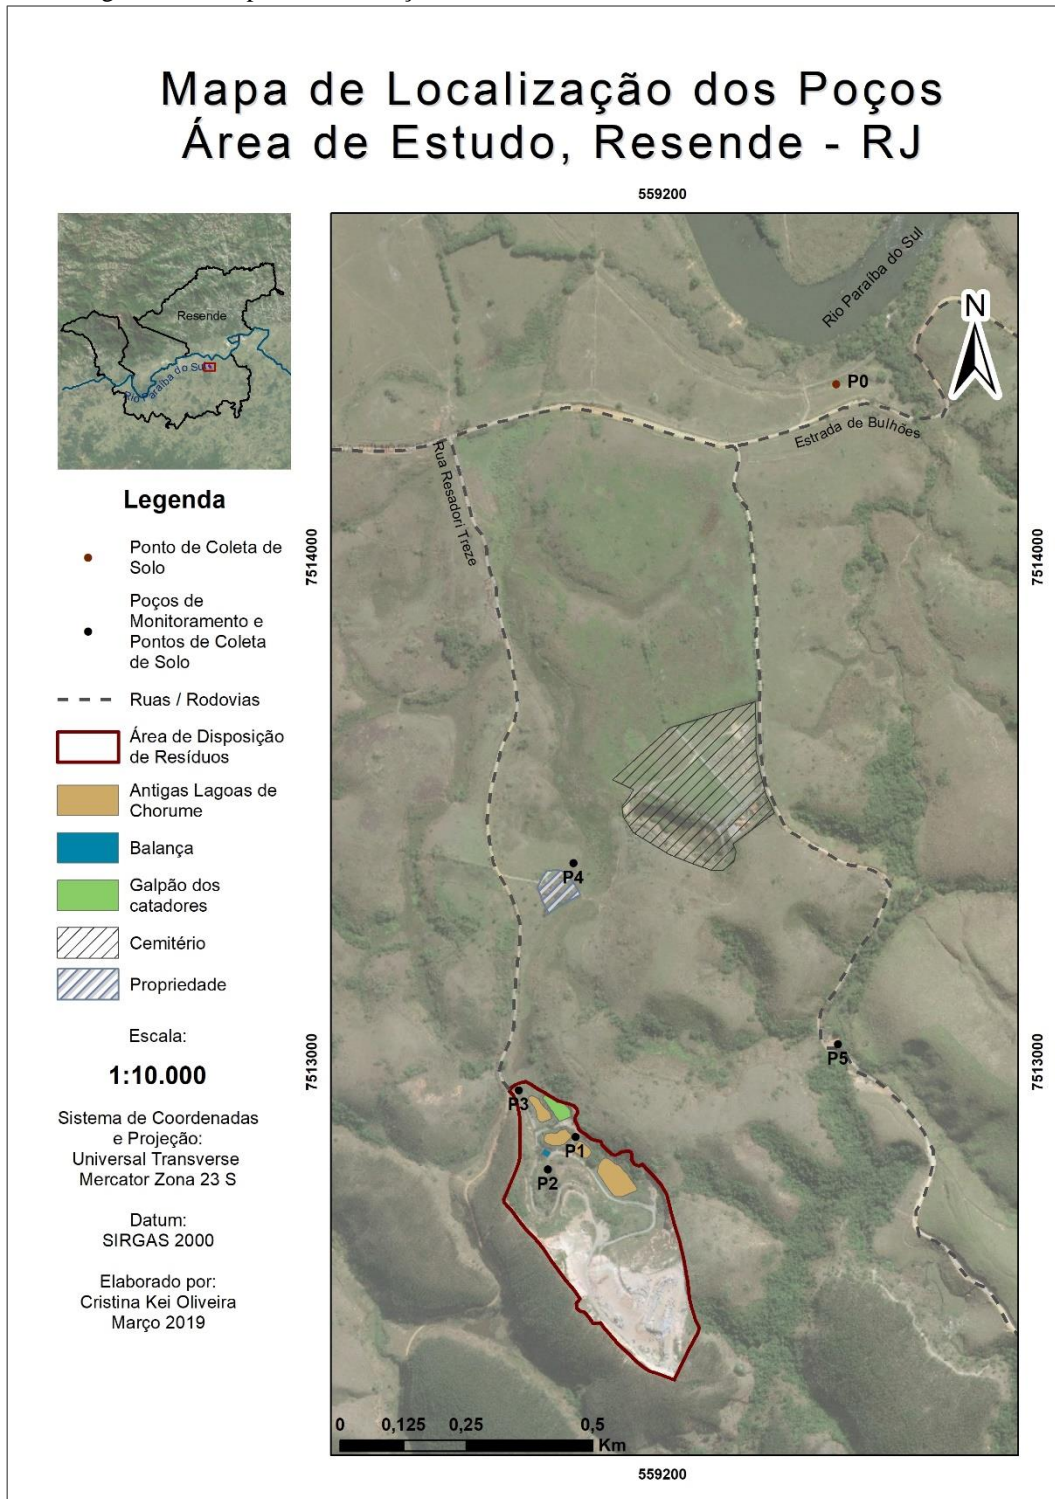 Mapa de Localização dos Poços
Área de Estudo, Resende - RJ
559200
Resende
Rio Paraíba do Sul
Legenda
Ponto de Coleta de
Solo
Poços de
Monitoramento e
Pontos de Coleta
de Solo
Ruas / Rodovias
Área de Disposição
de Resíduos
Antigas Lagoas de
Chorume
Balança
Galpão dos
catadores
Cemitério
Propriedade
Escala:
1:10.000
Sistema de Coordenadas
e Projeção:
Universal Transverse
Mercator Zona 23 S
Datum:
SIRGAS 2000
Elaborado por:
Cristina Kei Oliveira
Março 2019
Rio Paraíba do Sul
N
P0
Estrada de Bulhões
Rua Resadori Treze
7514000
7514000
P4
7513000
7513000
P5
P3
P1
P2
0
0,125
0,25
0,5
Km
559200